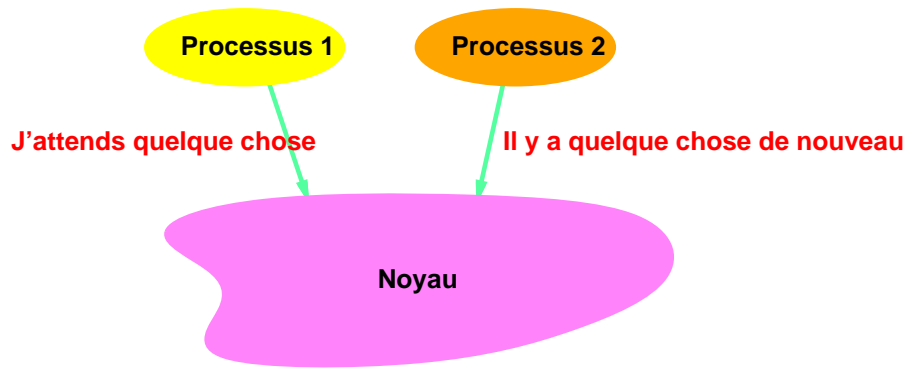 Processus 1
Processus 2
J'attends quelque chose
Il y a quelque chose de nouveau
Noyau